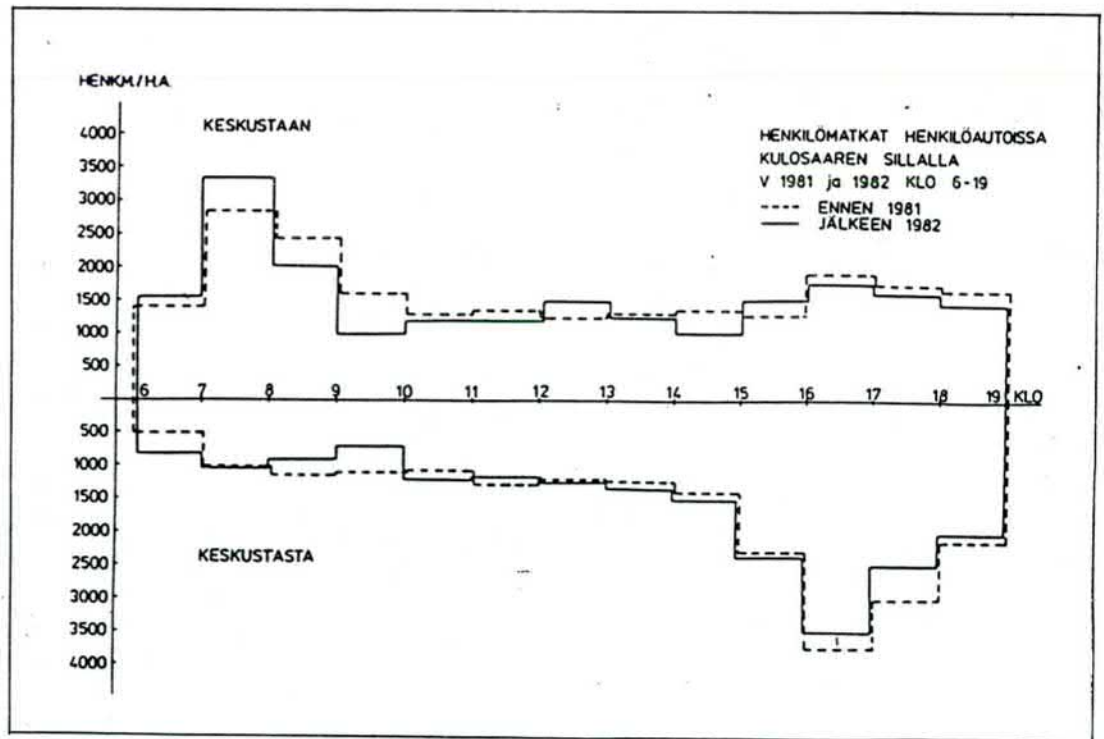 HENKM./H.A.
KESKUSTAAN
HENKILÖMATKAT HENKILÖAUTOISSA
KULOSAAREN SILLALLA
V 1981 ja 1982 KLO 6-19
ENNEN 1981
JÄLKEEN 1982
4000
3500
3000
2500
2000
1500
1000
500
6 7 8 9 10 11 12 13 14 15 16 17 18 19 KLO
500
1000
1500
2000
2500
3000
3500
4000
KESKUSTASTA